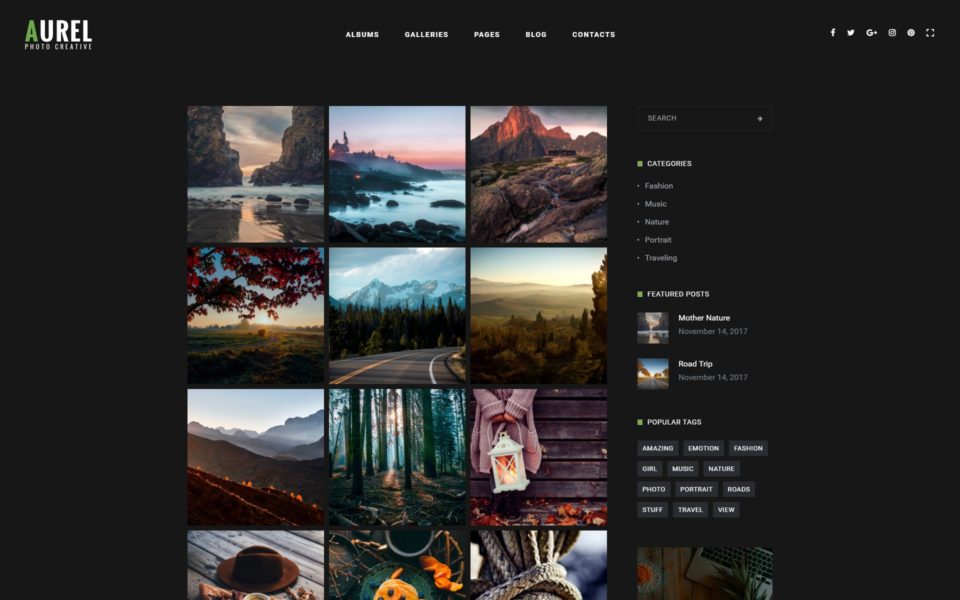 AUREL
PHOTO CREATIVE
ALBUMS GALLERIES PAGES BLOG CONTACTS
SEARCH
CATEGORIES
Fashion
Music
Nature
Portrait
Traveling
FEATURED POSTS
Mother Nature
November 14, 2017
Road Trip
November 14, 2017
POPULAR TAGS
AMAZING EMOTION FASHION
GIRL MUSIC NATURE
PHOTO PORTRAIT ROADS
STUFF TRAVEL VIEW